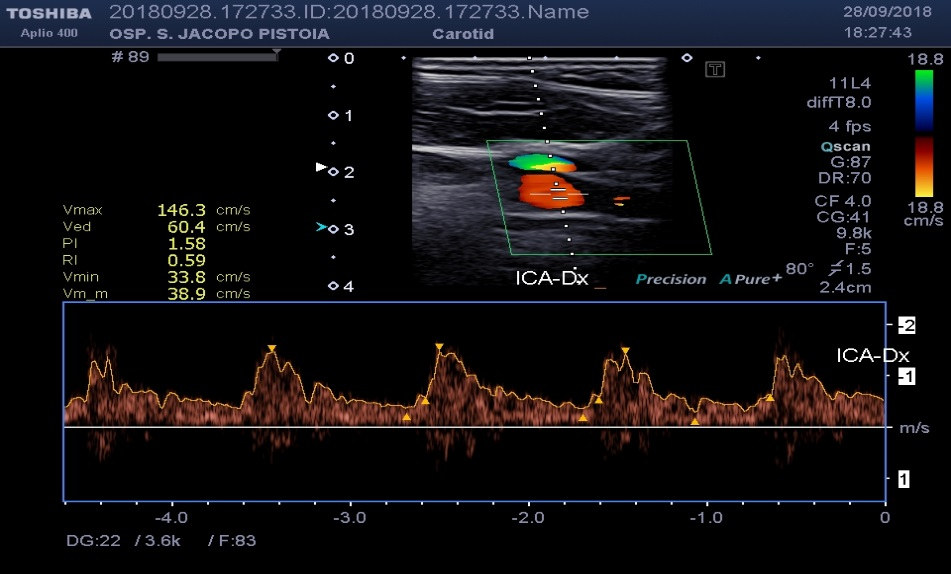 TOSHIBA 20180928.172733.ID:20180928.172733.Name 28/09/2018
Aplio 400 OSP. S. JACOPO PISTOIA Carotid 18:27:43
# 89 0 T 18.8
11L4
diffT8.0
1
4 fps
Qscan
G:87
2
DR:70
18.8
cm/s
CF 4.0
Vmax 146.3 cm/s
CG:41
Ved 60.4 cm/s
3
9.8k
PI 1.58
F:5
RI 0.59
80° 1.5
Vmin 33.8 cm/s
ICA-Dx Precision A Pure+
4
2.4cm
Vm_m 38.9 cm/s
-2
ICA-Dx
-1
m/s
1
-4.0 -3.0 -2.0 -1.0 0
DG:22 / 3.6k / F:83